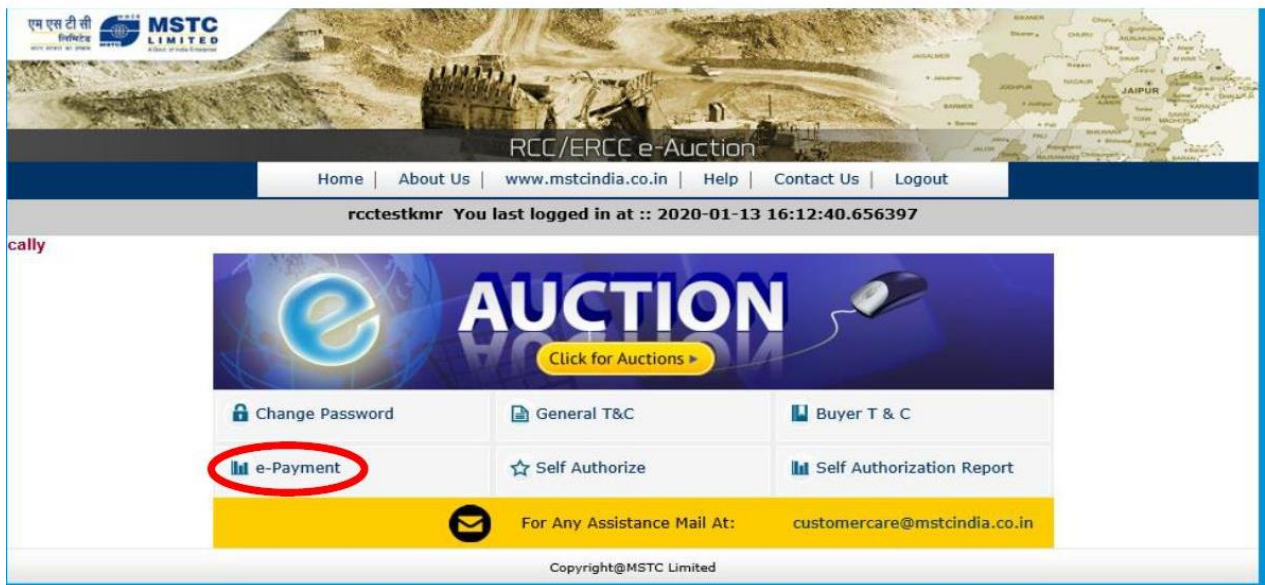 एम एस टी सी
लिमिटेड
MSTC
LIMITED
RCC/ERCC e-Auction
JAIPUR
Home | About Us | www.mstcindia.co.in | Help | Contact Us | Logout
rcctestkmr You last logged in at :: 2020-01-13 16:12:40.656397
cally
e AUCTION
Click for Auctions ▸
Change Password
General T&C
Buyer T & C
e-Payment
Self Authorize
Self Authorization Report
For Any Assistance Mail At: customercare@mstcindia.co.in
Copyright@MSTC Limited